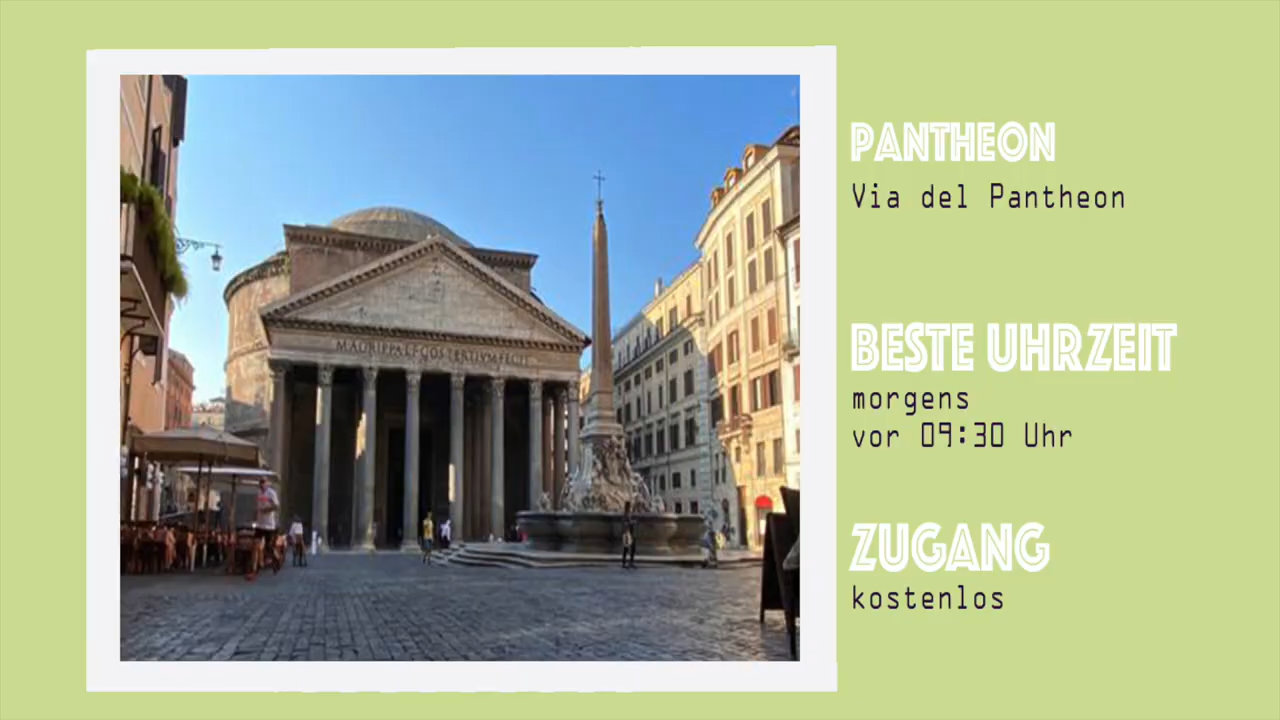 PANTHEON
Via del Pantheon
BESTE UHRZEIT
morgens
vor 09:30 Uhr
ZUGANG
kostenlos